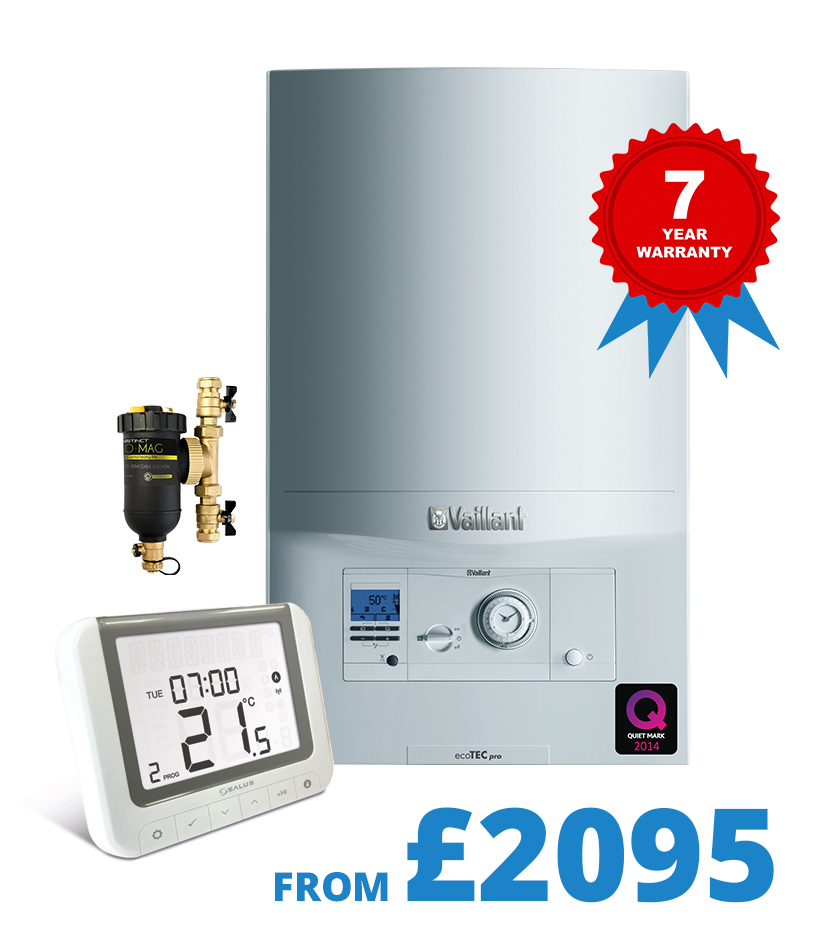 7
YEAR
WARRANTY
MAG
Vaillant
Vaillant
50°C
TUE 07:00
21.5 °C
2 PROG
SALUS
+Hr
QUIET MARK
2014
ecoTEC pro
FROM £2095